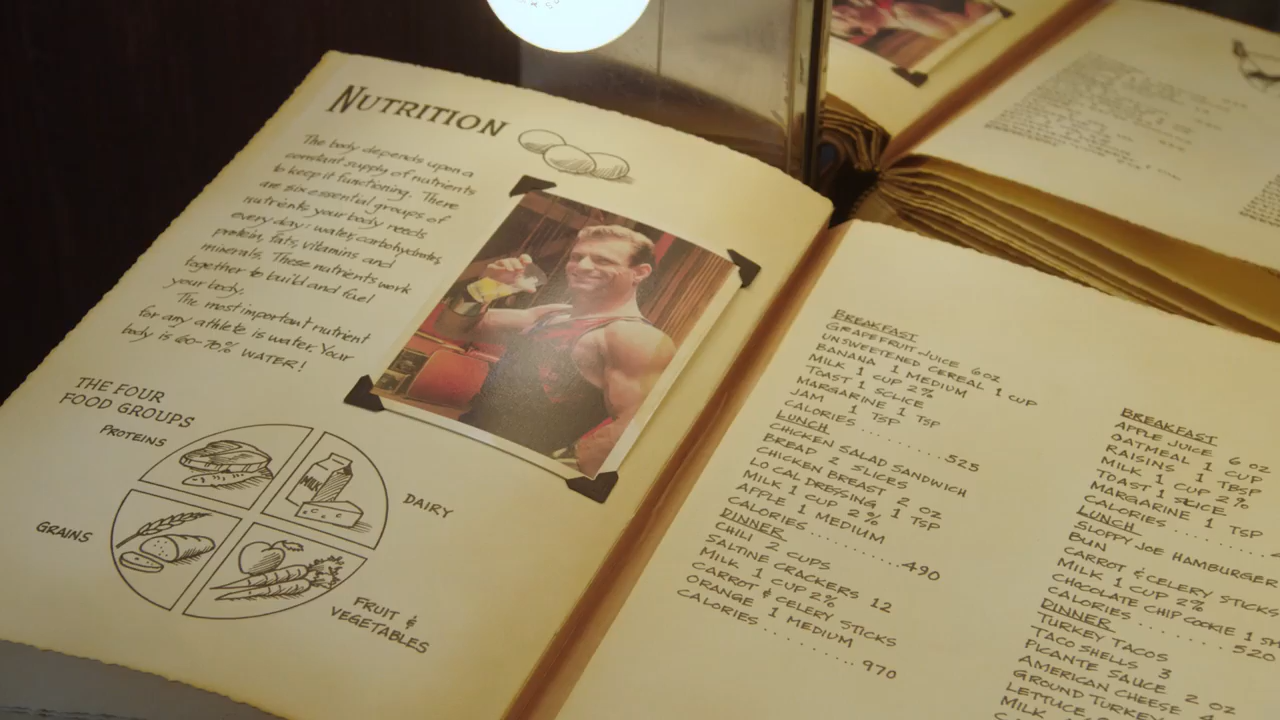 NUTRITION
The body depends upon a
constant supply of nutrients
to keep it functioning. There
are six essential groups of
nutrients your body needs
every day: water, carbohydrates,
protein, fats, vitamins and
minerals. These nutrients work
together to build and fuel
your body.
The most important nutrient
for any athlete is water. Your
body is 60-70% WATER!
THE FOUR
FOOD GROUPS
PROTEINS
MILK
DAIRY
GRAINS
FRUIT &
VEGETABLES
BREAKFAST
GRAPEFRUIT JUICE 6 OZ
UNSWEETENED CEREAL 1 CUP
BANANA 1 MEDIUM
MILK 1 CUP 2%
TOAST 1 SCLICE
MARGARINE 1 TSP
JAM 1 TSP
CALORIES ........... 525
LUNCH
CHICKEN SALAD SANDWICH
BREAD 2 SLICES
CHICKEN BREAST 2 OZ
LO CAL DRESSING 1 TSP
MILK 1 CUP 2%
APPLE 1 MEDIUM
CALORIES ........... 490
DINNER
CHILI 2 CUPS
SALTINE CRACKERS 12
MILK 1 CUP 2%
CARROT & CELERY STICKS
ORANGE 1 MEDIUM
CALORIES ........... 970
BREAKFAST
APPLE JUICE 6 OZ
OATMEAL 1 CUP
RAISINS 1 TBSP
MILK 1 CUP 2%
TOAST 1 SLICE
MARGARINE 1 TSP
CALORIES ...........
LUNCH
SLOPPY JOE HAMBURGER
BUN
CARROT & CELERY STICKS
MILK 1 CUP 2%
CHOCOLATE CHIP COOKIE 1 SM
CALORIES ........ 520
DINNER
TURKEY TACOS
TACO SHELLS 3
PICANTE SAUCE
AMERICAN CHEESE 2 OZ
GROUND TURKEY
LETTUCE
MILK